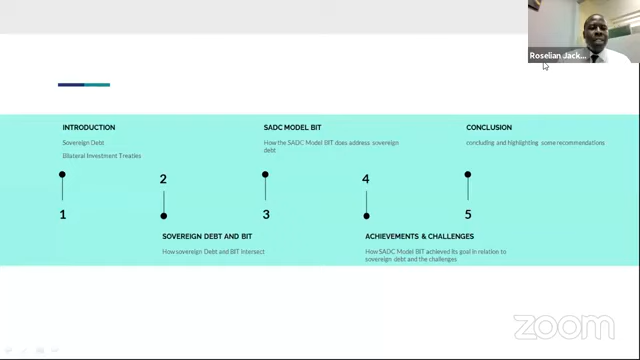 Roselian Jack...
INTRODUCTION
Sovereign Debt
Bilateral Investment Treaties
1
2
SOVEREIGN DEBT AND BIT
How sovereign Debt and BIT Intersect
SADC MODEL BIT
How the SADC Model BIT does address sovereign
debt
3
4
ACHIEVEMENTS & CHALLENGES
How SADC Model BIT achieved its goal in relation to
sovereign debt and the challenges
CONCLUSION
concluding and highlighting some recommendations
5
zoom